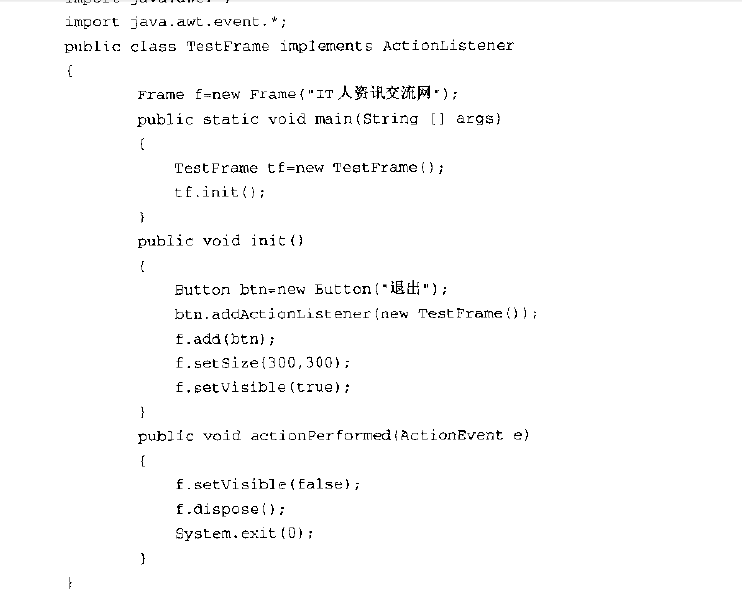 import java.awt.*;
import java.awt.event.*;
public class TestFrame implements ActionListener
{
Frame f=new Frame("IT人资讯交流网");
public static void main(String [] args)
{
TestFrame tf=new TestFrame();
tf.init();
}
public void init()
{
Button btn=new Button("退出");
btn.addActionListener(new TestFrame());
f.add(btn);
f.setSize(300,300);
f.setVisible(true);
}
public void actionPerformed(ActionEvent e)
{
f.setVisible(false);
f.dispose();
System.exit(0);
}
}